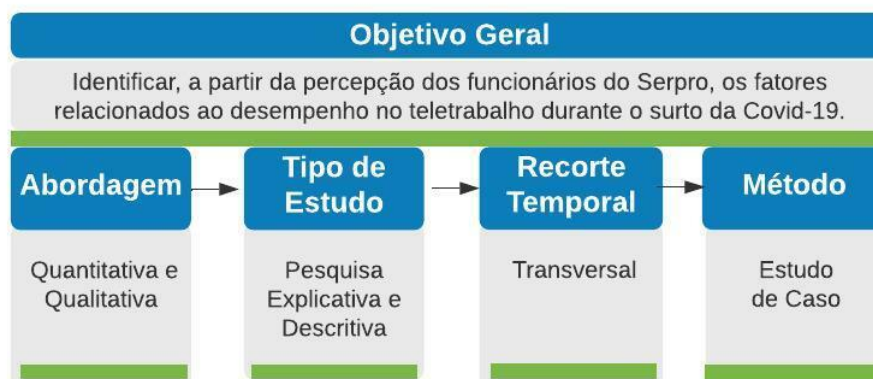 Objetivo Geral
Identificar, a partir da percepção dos funcionários do Serpro, os fatores
relacionados ao desempenho no teletrabalho durante o surto da Covid-19.
Abordagem
Tipo de
Estudo
Recorte
Temporal
Método
Quantitativa e
Qualitativa
Pesquisa
Explicativa e
Descritiva
Transversal
Estudo
de Caso